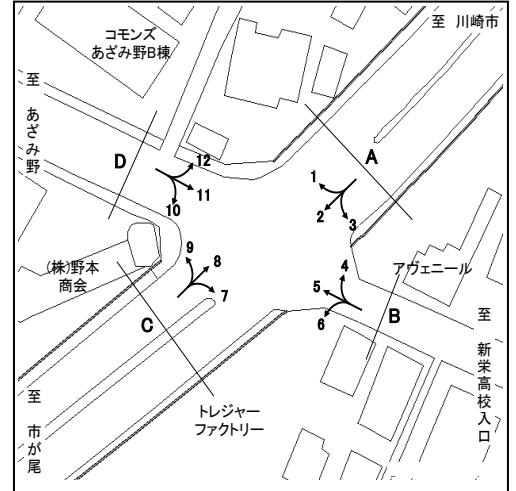 コモンズ
あざみ野B棟
至 川崎市
至 あざみ野
D
12
11
10
A
1
2
3
9
8
7
C
4
5
6
B
(株)野本
商会
アヴェニール
至 新栄高校入口
至 市が尾
トレジャー
ファクトリー